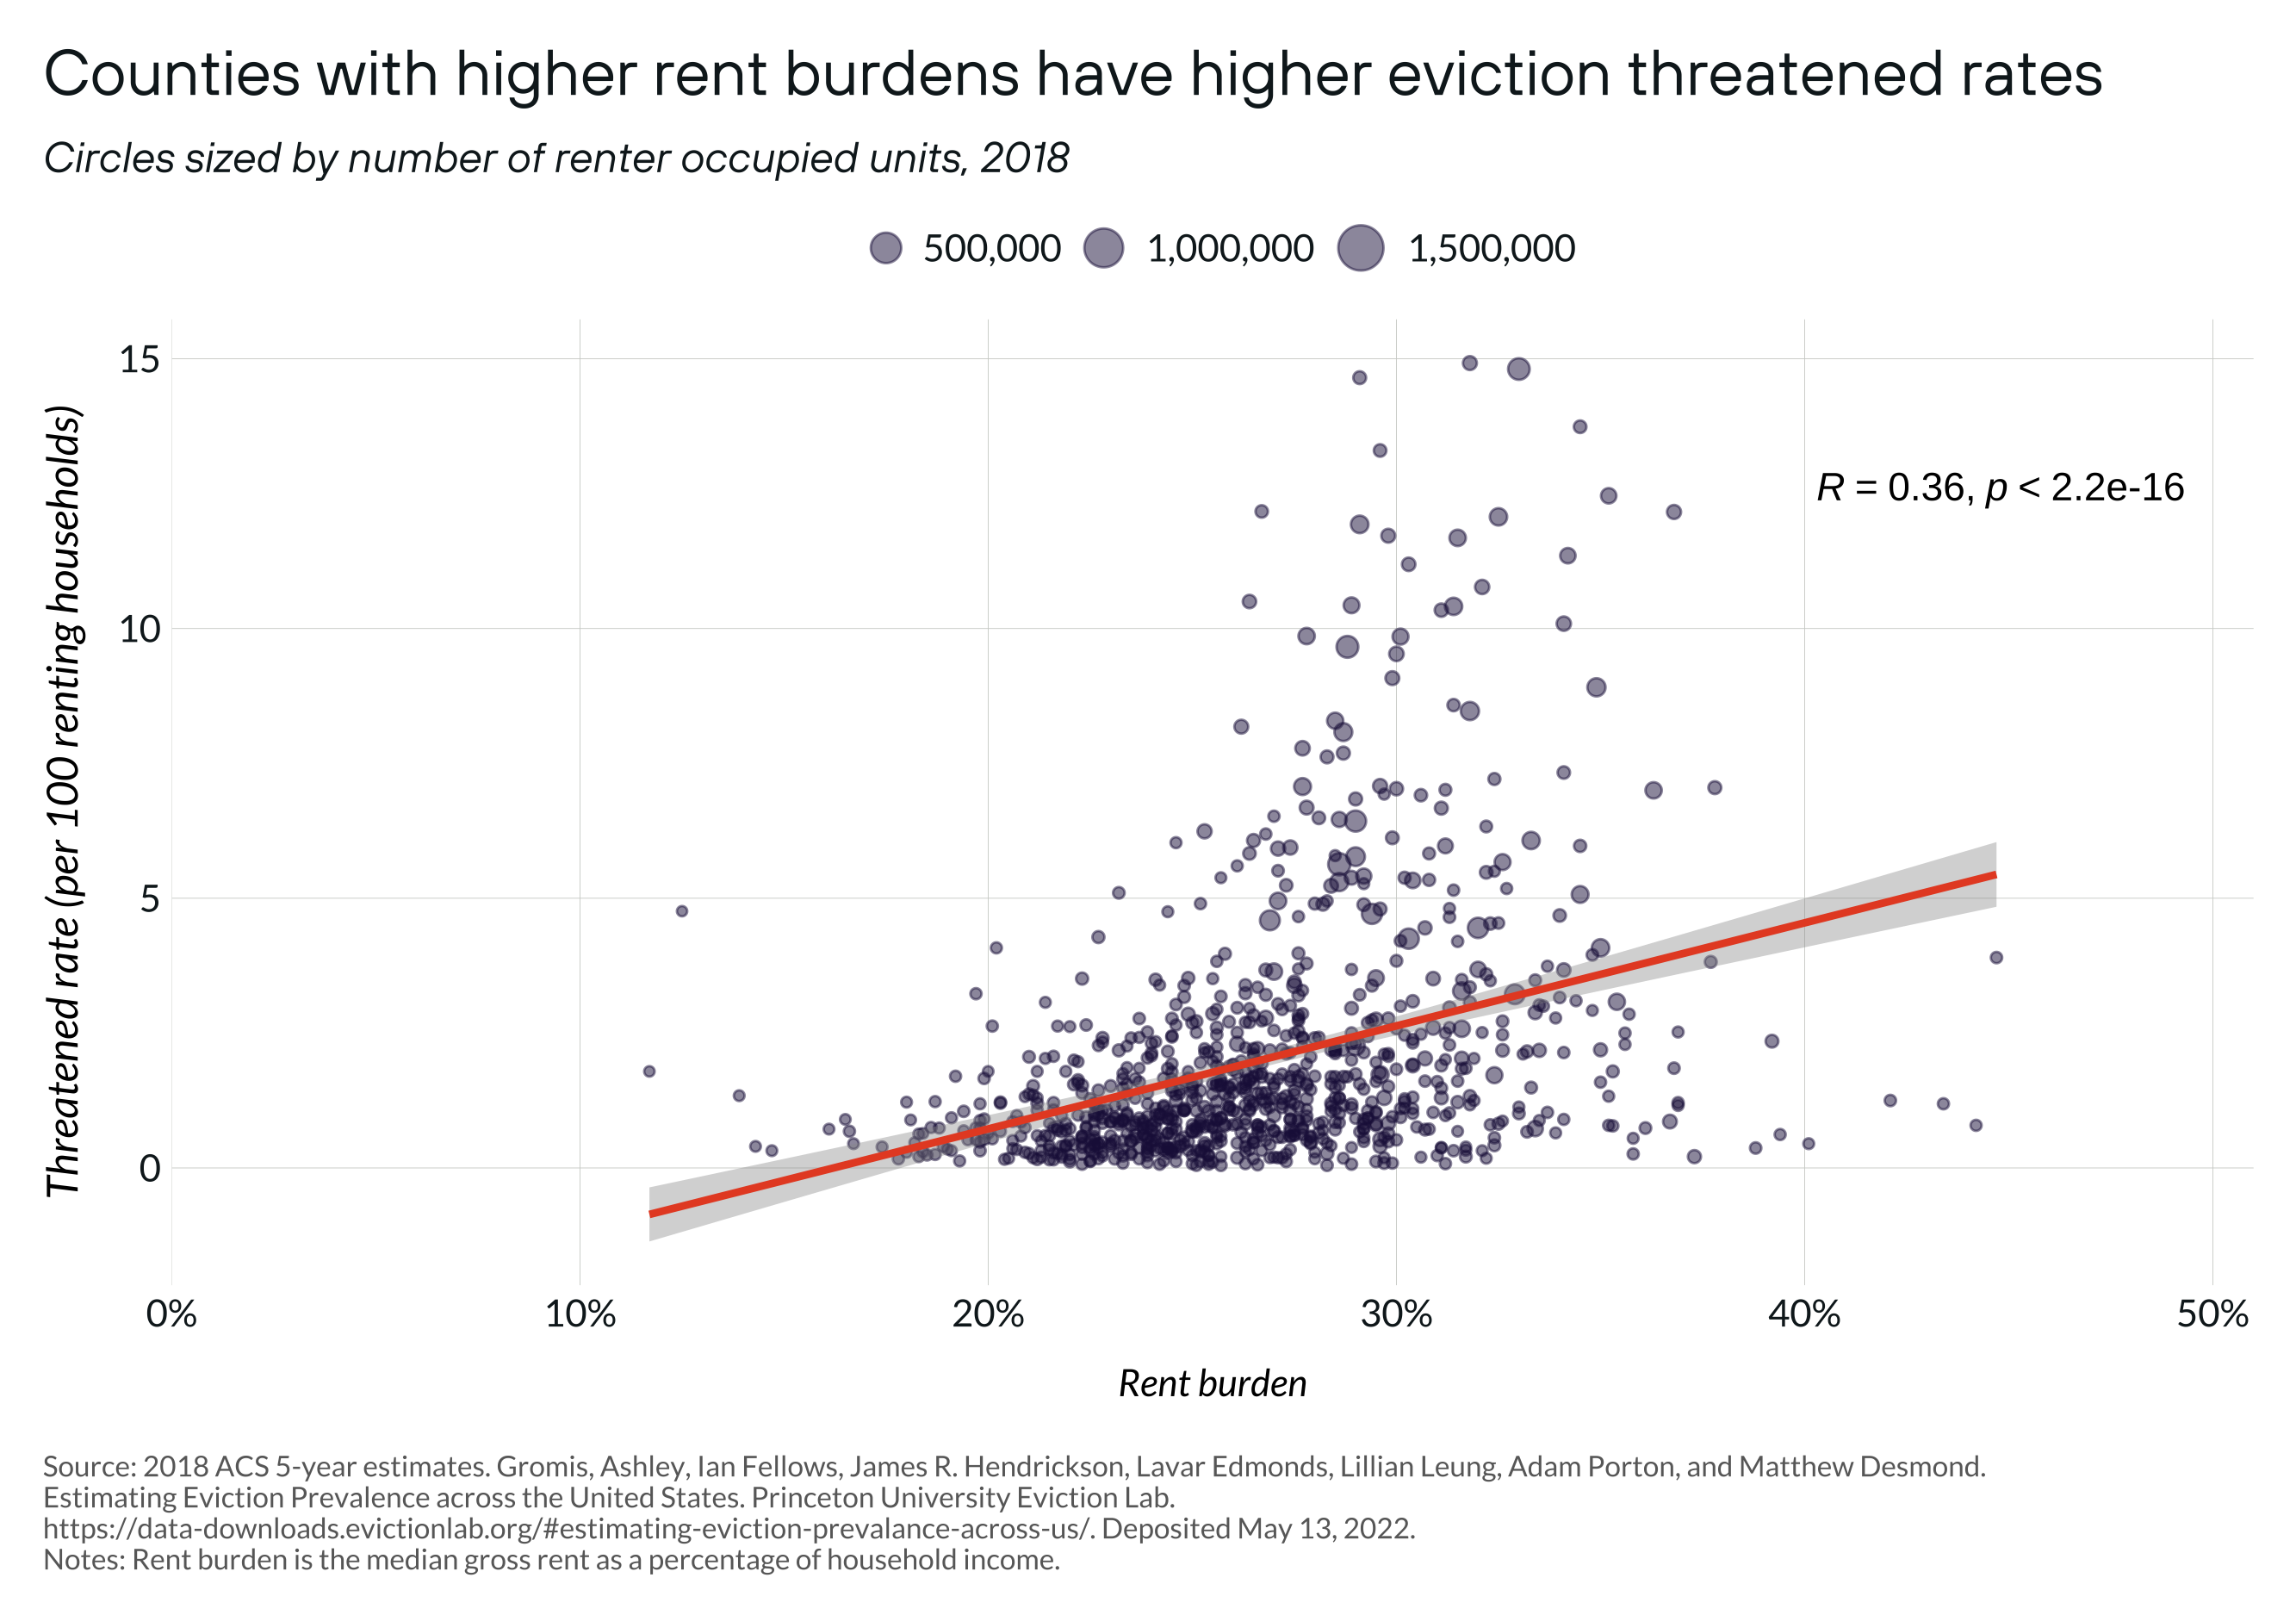 Counties with higher rent burdens have higher eviction threatened rates
Circles sized by number of renter occupied units, 2018
500,000 1,000,000 1,500,000
Threatened rate (per 100 renting households)
15
10
5
0
R = 0.36, p < 2.2e-16
0% 10% 20% 30% 40% 50%
Rent burden
Source: 2018 ACS 5-year estimates. Gromis, Ashley, Ian Fellows, James R. Hendrickson, Lavar Edmonds, Lillian Leung, Adam Porton, and Matthew Desmond.
Estimating Eviction Prevalence across the United States. Princeton University Eviction Lab.
https://data-downloads.evictionlab.org/#estimating-eviction-prevalance-across-us/. Deposited May 13, 2022.
Notes: Rent burden is the median gross rent as a percentage of household income.